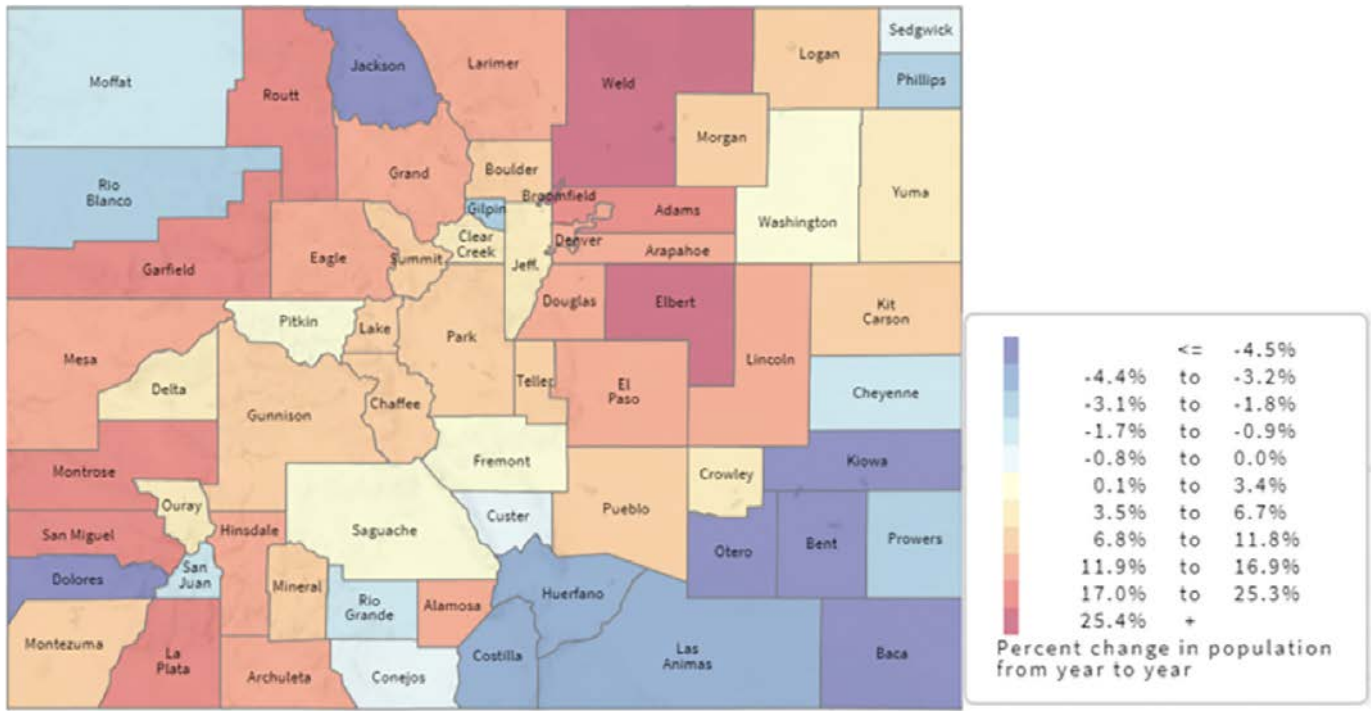 Moffat
Jackson
Larimer
Routt
Weld
Logan
Sedgwick
Phillips
Rio
Blanco
Grand
Boulder
Morgan
Washington
Yuma
Gilpin
Broomfield
Adams
Clear
Creek
Denver
Arapahoe
Jeff.
Garfield
Eagle
Summit
Douglas
Elbert
Kit
Carson
Mesa
Pitkin
Lake
Park
Lincoln
Delta
Gunnison
Chaffee
Teller
El
Paso
Cheyenne
Montrose
Fremont
Crowley
Kiowa
Ouray
Saguache
Custer
Pueblo
San Miguel
Hinsdale
Otero
Bent
Prowers
Dolores
San
Juan
Mineral
Rio
Grande
Alamosa
Huerfano
Montezuma
La
Plata
Archuleta
Conejos
Costilla
Las
Animas
Baca
<= -4.5%
-4.4% to -3.2%
-3.1% to -1.8%
-1.7% to -0.9%
-0.8% to 0.0%
0.1% to 3.4%
3.5% to 6.7%
6.8% to 11.8%
11.9% to 16.9%
17.0% to 25.3%
25.4% +
Percent change in population
from year to year